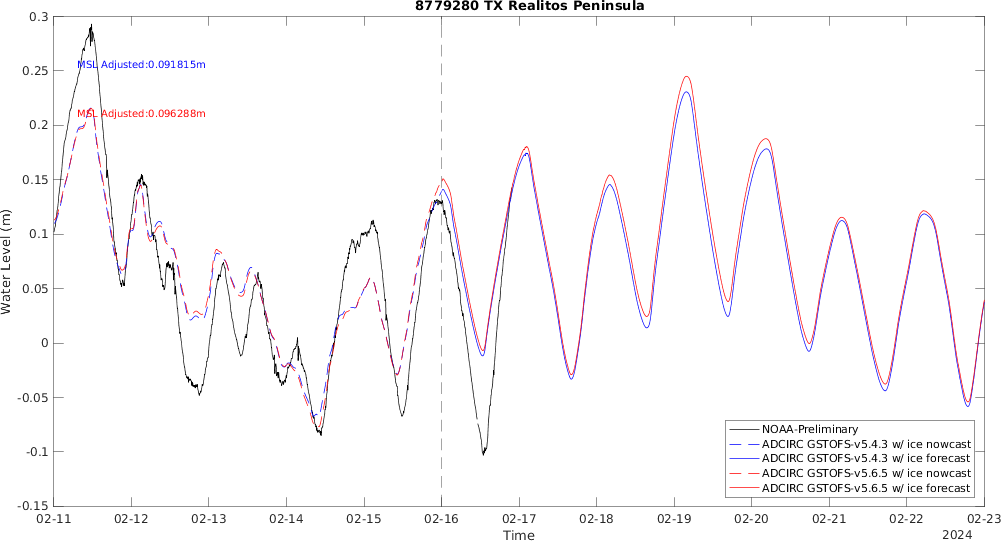 8779280 TX Realitos Peninsula
0.3
0.25
0.2
0.15
0.1
0.05
0
-0.05
-0.1
-0.15
Water Level (m)
MSL Adjusted:0.091815m
MSL Adjusted:0.096288m
NOAA-Preliminary
ADCIRC GSTOFS-v5.4.3 w/ ice nowcast
ADCIRC GSTOFS-v5.4.3 w/ ice forecast
ADCIRC GSTOFS-v5.6.5 w/ ice nowcast
ADCIRC GSTOFS-v5.6.5 w/ ice forecast
02-11 02-12 02-13 02-14 02-15 02-16 02-17 02-18 02-19 02-20 02-21 02-22 02-23
Time
2024